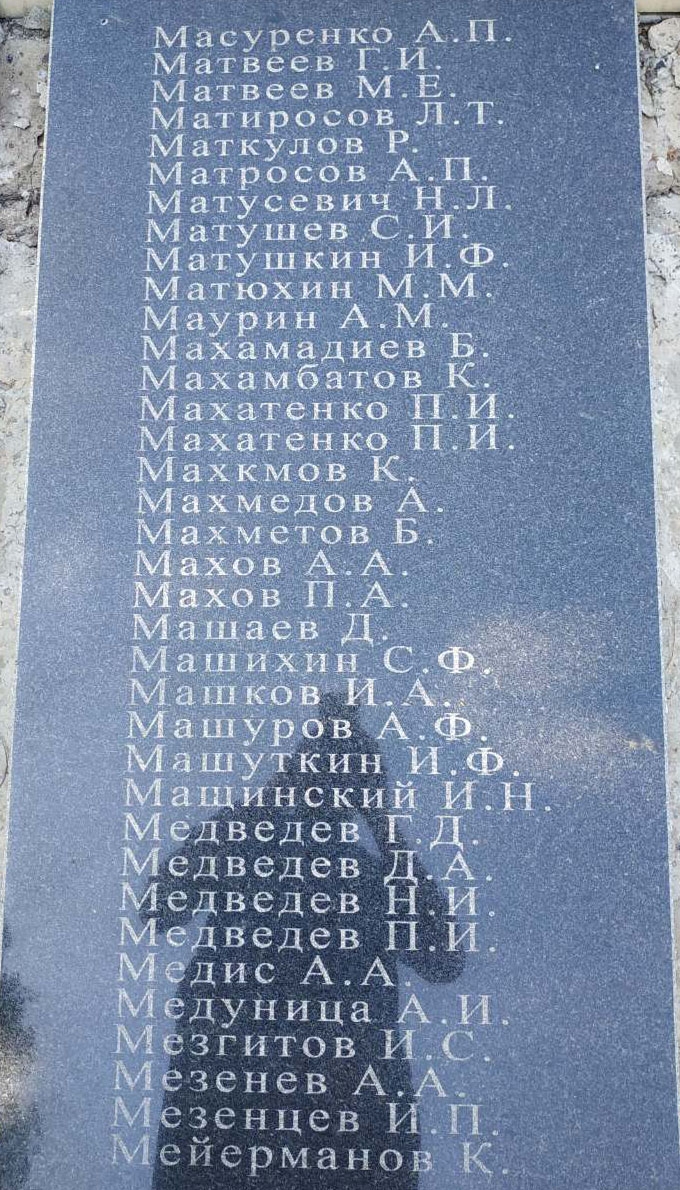 Масуренко А.П.
Матвеев Г.И.
Матвеев М.Е.
Матиросов Л.Т.
Маткулов Р.
Матросов А.П.
Матусевич Н.Л.
Матушев С.И.
Матушкин И.Ф.
Матюхин М.М.
Маурин А.М.
Махамадиев Б.
Махамбатов К.
Махатенко П.И.
Махатенко П.И.
Махкмов К.
Махмедов А.
Махметов Б.
Махов А.А.
Махов П.А.
Машаев Д.
Машихин С.Ф.
Машков И.А.
Машуров А.Ф.
Машуткин И.Ф.
Мащинский И.Н.
Медведев Г.Д.
Медведев Д.А.
Медведев Н.И.
Медведев П.И.
Медис А.А.
Медуница А.И.
Мезгитов И.С.
Мезенев А.А.
Мезенцев И.П.
Мейерманов К.